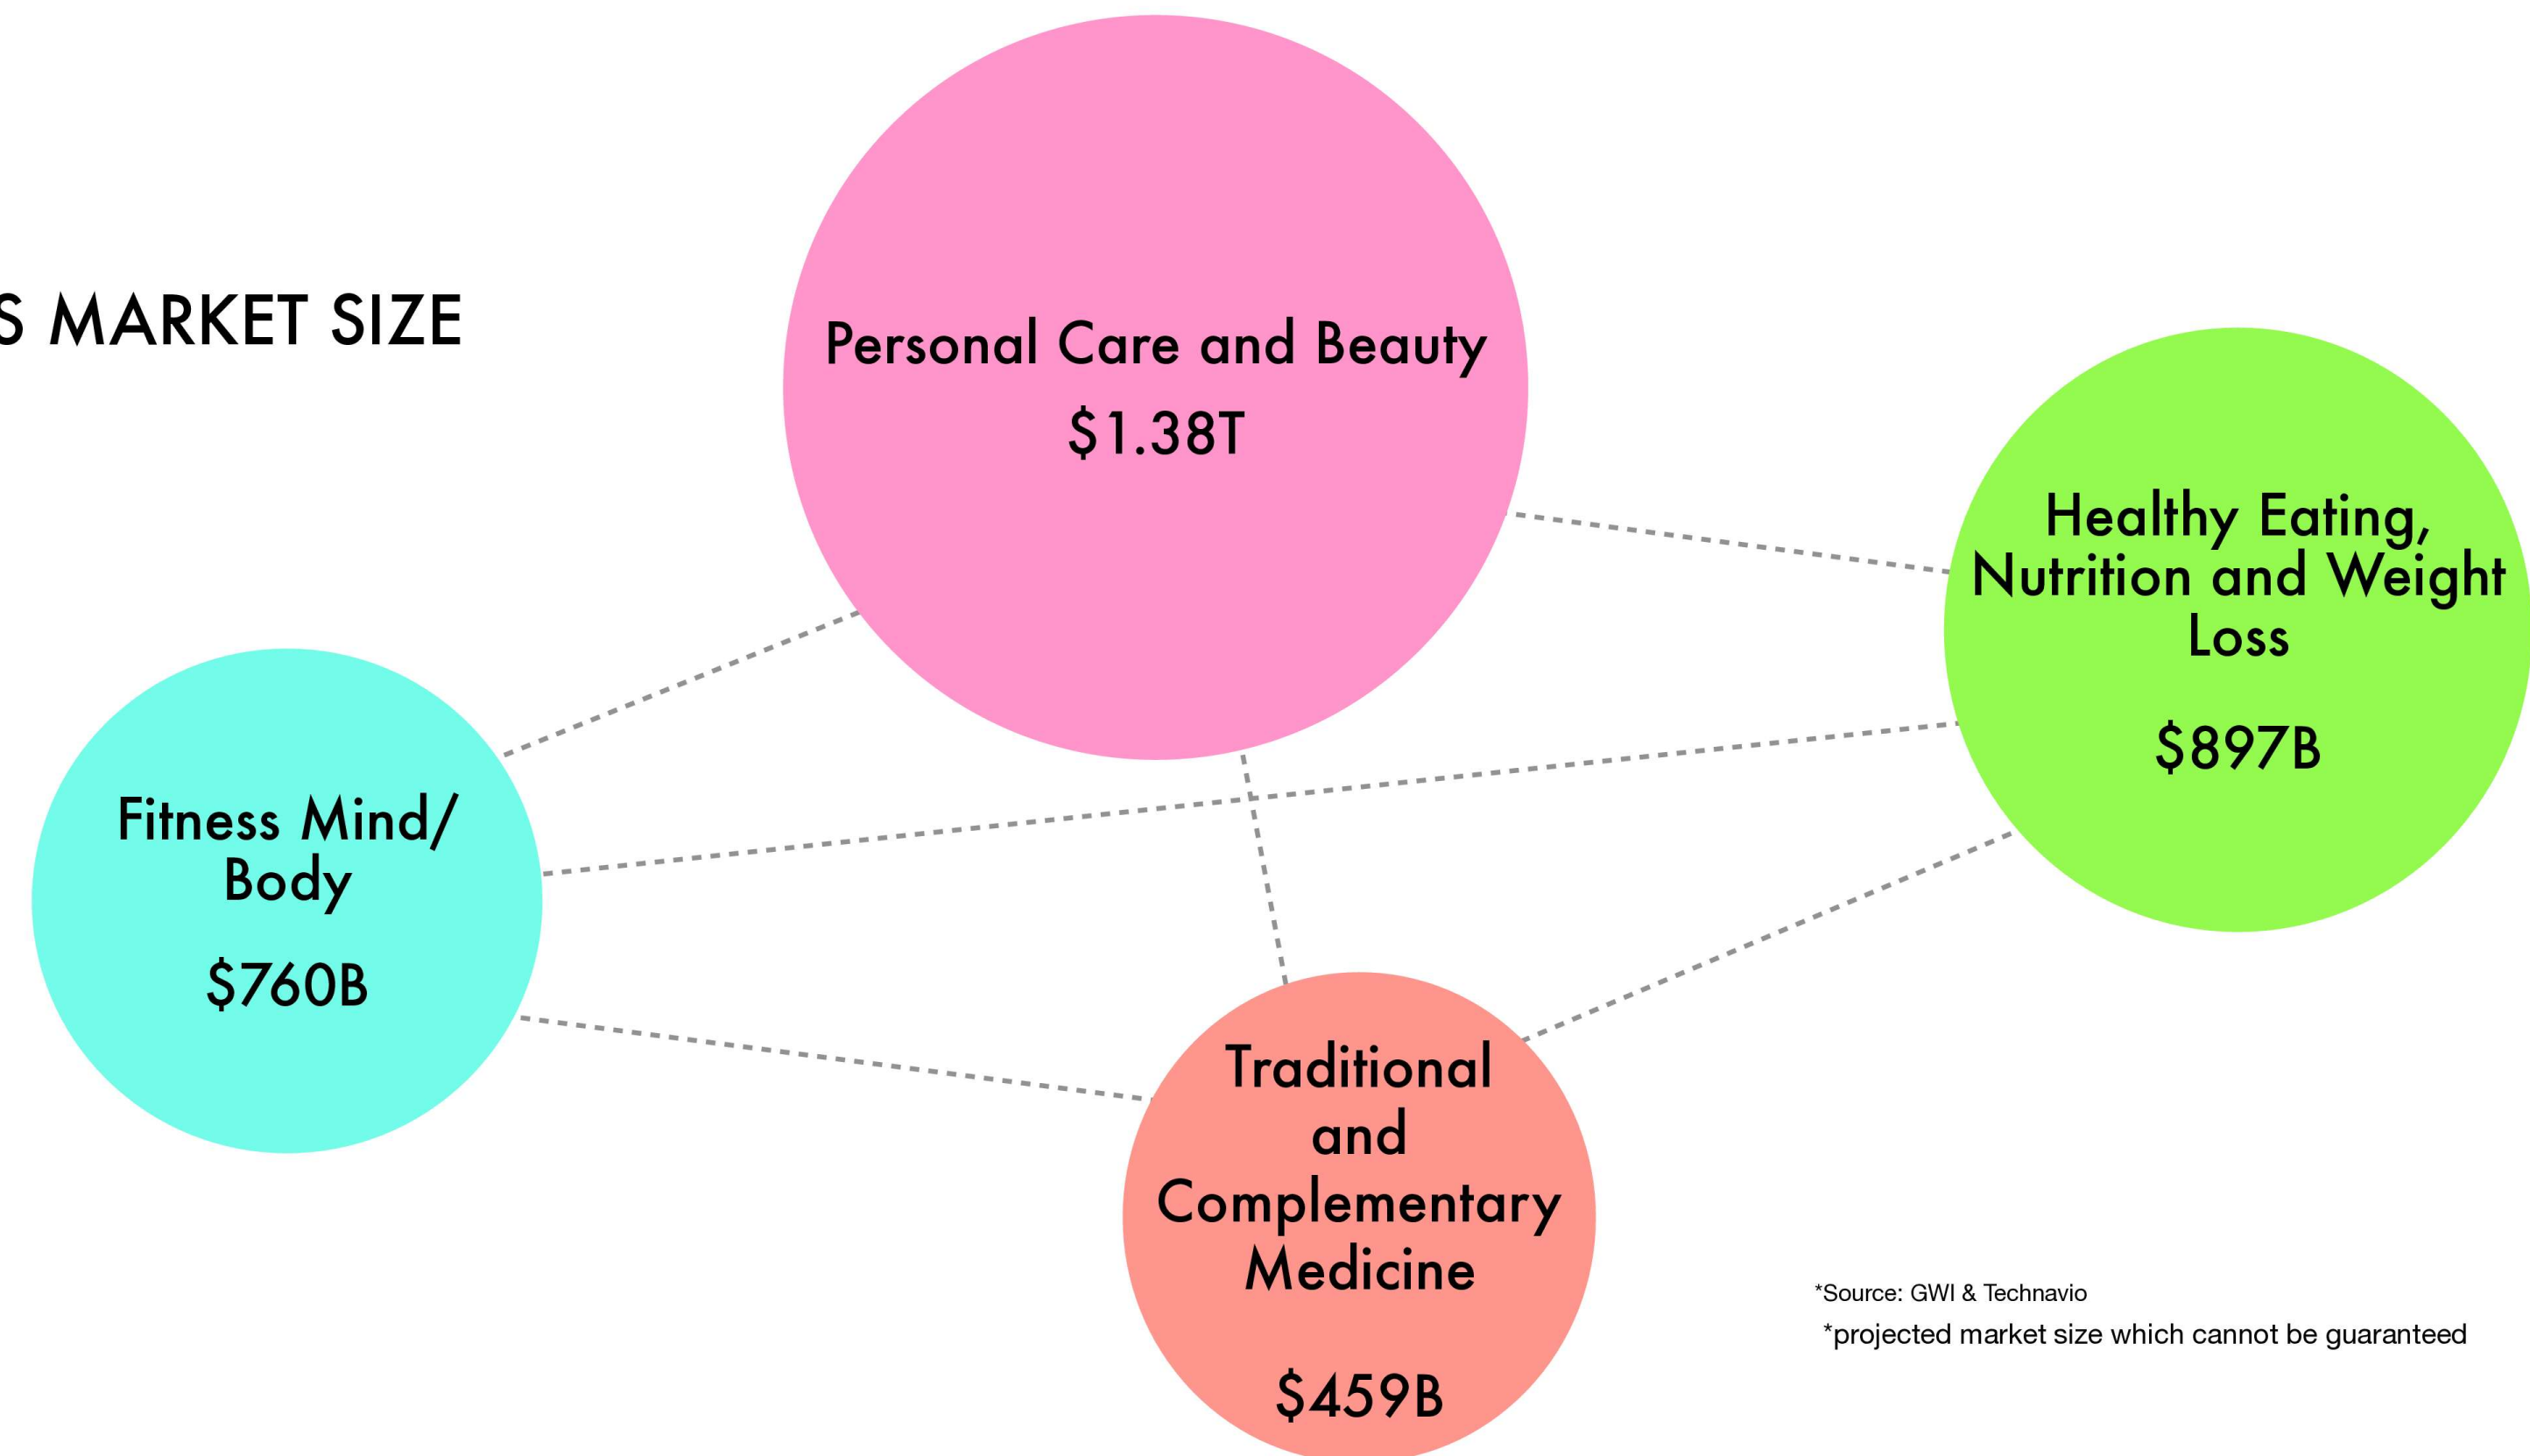 S MARKET SIZE
Personal Care and Beauty
$1.38T
Healthy Eating,
Nutrition and Weight
Loss
$897B
Fitness Mind/
Body
$760B
Traditional
and
Complementary
Medicine
$459B
*Source: GWI & Technavio
*projected market size which cannot be guaranteed